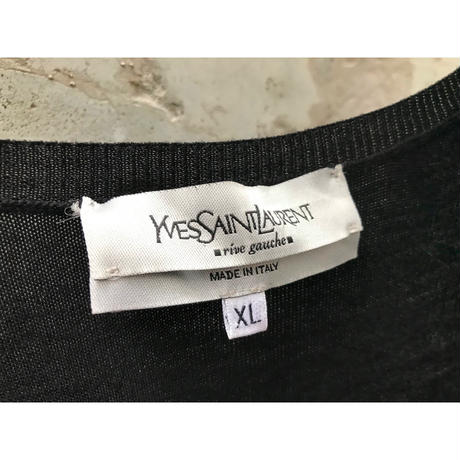 YVESSAINTLAURENT
rive gauche
MADE IN ITALY
XL